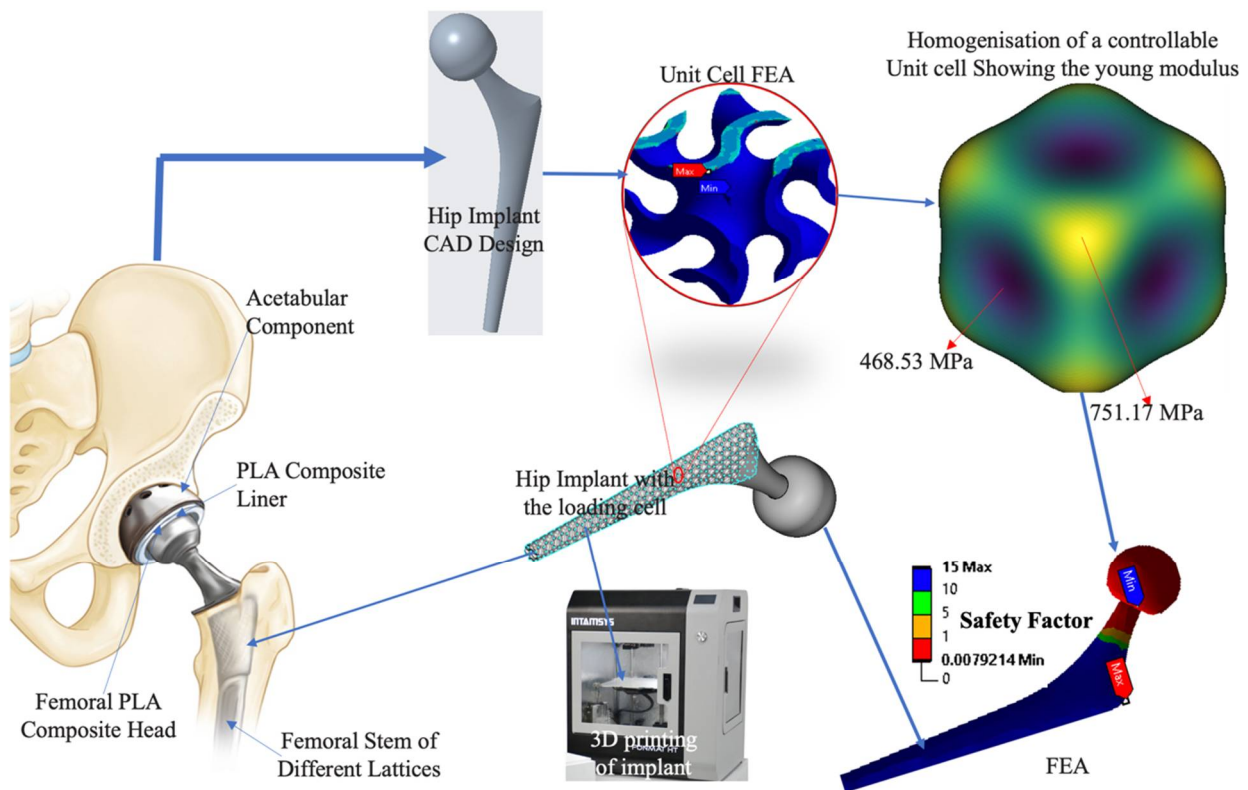 Homogenisation of a controllable
Unit cell Showing the young modulus
Unit Cell FEA
Max
Min
Hip Implant
CAD Design
Acetabular
Component
468.53 MPa
751.17 MPa
PLA Composite
Liner
Hip Implant with
the loading cell
0
15 Max
10
5
1
0.0079214 Min
0
Safety Factor
Min
Max
INTAMSYS
FUNMAT HT
3D printing
of implant
Femoral PLA
Composite Head
Femoral Stem of
Different Lattices
FEA